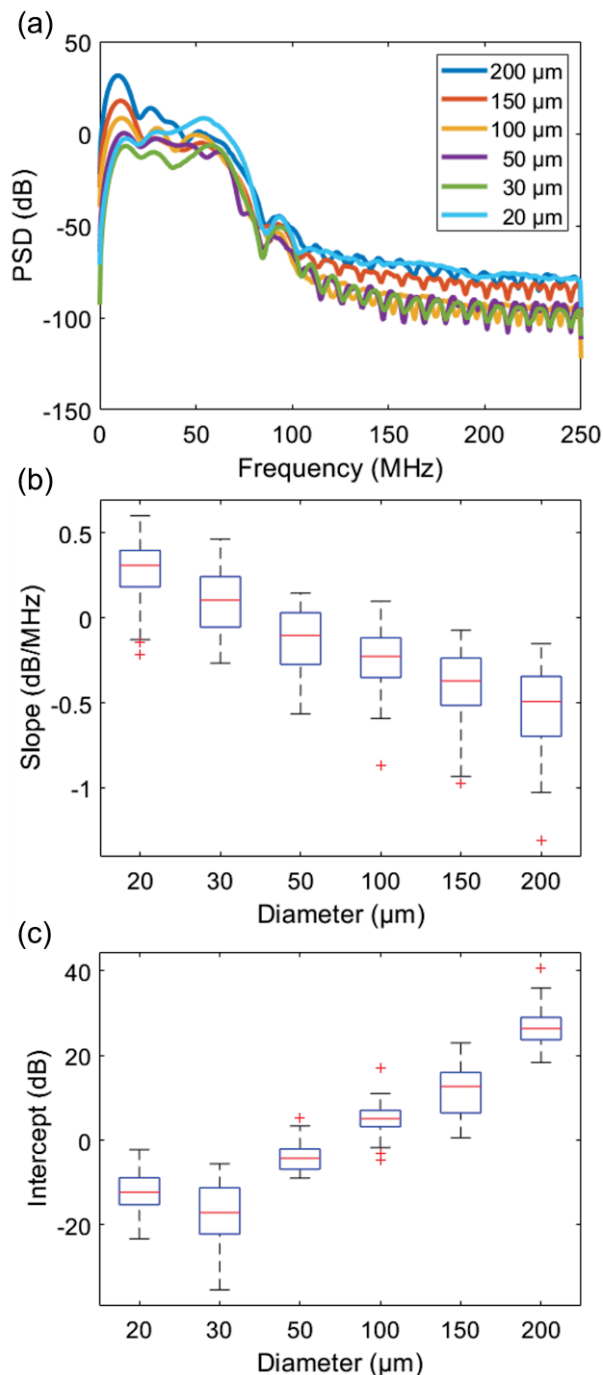 (a)
50
0
-50
-100
-150
PSD (dB)
200 µm
150 µm
100 µm
50 µm
30 µm
20 µm
0 50 100 150 200 250
Frequency (MHz)
(b)
0.5
0
-0.5
-1
Slope (dB/MHz)
20 30 50 100 150 200
Diameter (µm)
(c)
40
20
0
-20
Intercept (dB)
20 30 50 100 150 200
Diameter (µm)